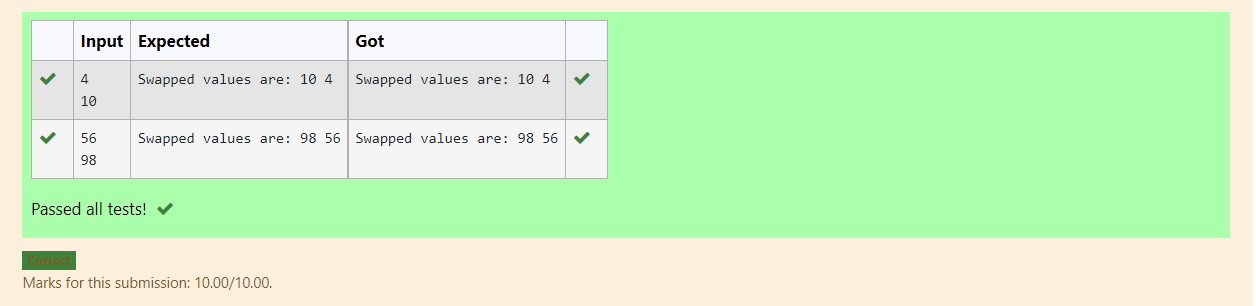 Input Expected Got
4 Swapped values are: 10 4 Swapped values are: 10 4
10
56 Swapped values are: 98 56 Swapped values are: 98 56
98
Passed all tests!
Correct
Marks for this submission: 10.00/10.00.